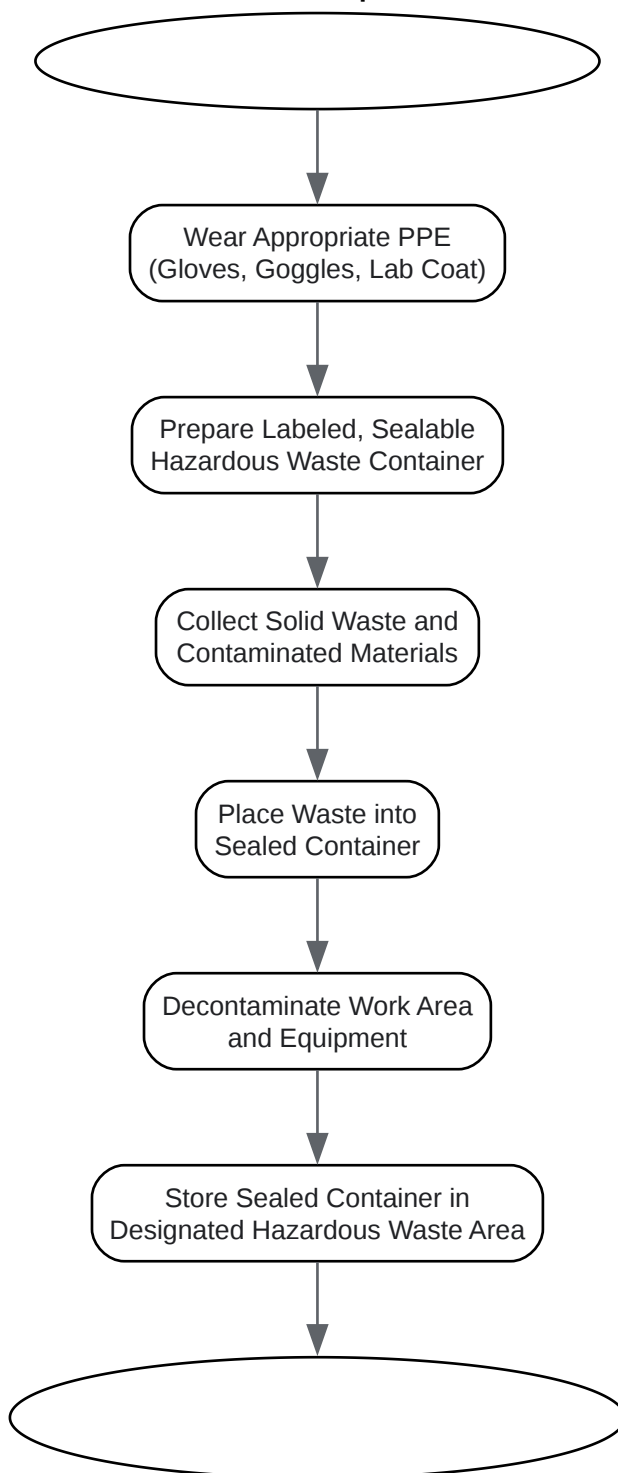 Wear Appropriate PPE
(Gloves, Goggles, Lab Coat)
Prepare Labeled, Sealable
Hazardous Waste Container
Collect Solid Waste and
Contaminated Materials
Place Waste into
Sealed Container
Decontaminate Work Area
and Equipment
Store Sealed Container in
Designated Hazardous Waste Area